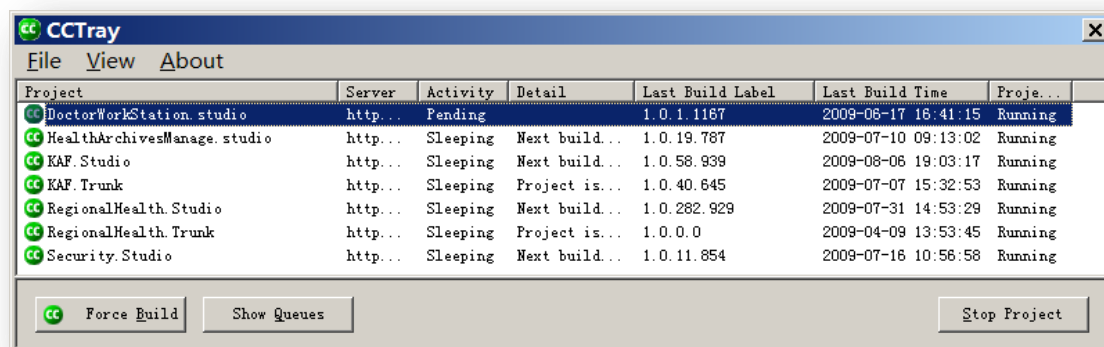 CCTray
File View About
Project Server Activity Detail Last Build Label Last Build Time Proje...
DoctorWorkStation.studio http... Pending 1.0.1.1167 2009-06-17 16:41:15 Running
HealthArchivesManage.studio http... Sleeping Next build... 1.0.19.787 2009-07-10 09:13:02 Running
KAF.Studio http... Sleeping Next build... 1.0.58.939 2009-08-06 19:03:17 Running
KAF.Trunk http... Sleeping Project is... 1.0.40.645 2009-07-07 15:32:53 Running
RegionalHealth.Studio http... Sleeping Next build... 1.0.282.929 2009-07-31 14:53:29 Running
RegionalHealth.Trunk http... Sleeping Project is... 1.0.0.0 2009-04-09 13:53:45 Running
Security.Studio http... Sleeping Next build... 1.0.11.854 2009-07-16 10:56:58 Running
Force Build Show Queues Stop Project